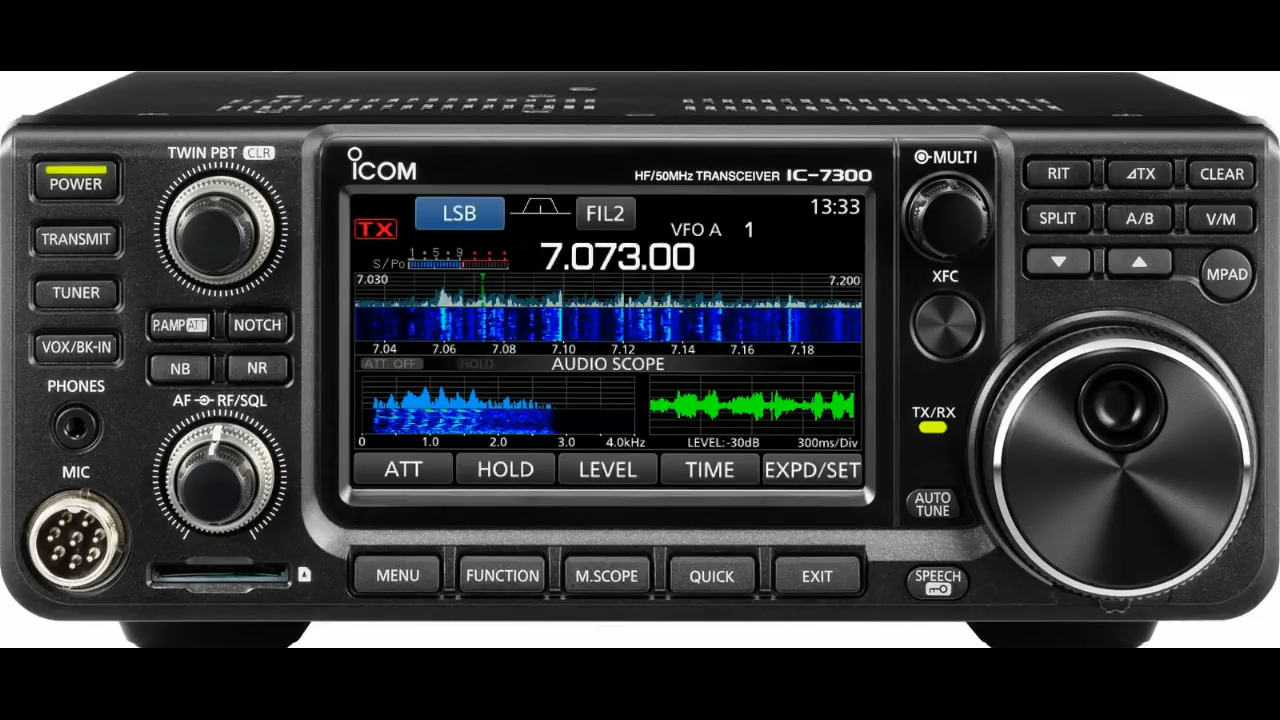 TWIN PBT CLR
POWER
TRANSMIT
TUNER
VOX/BK-IN
PHONES
MIC
P.AMP ATT
NOTCH
NB
NR
AF RF/SQL
ICOM
HF/50MHz TRANSCEIVER IC-7300
TX
LSB
FIL2
13:33
VFO A 1
S/Po
1 5 9
7.073.00
7.030
7.200
7.04 7.06 7.08 7.10 7.12 7.14 7.16 7.18
ATT OFF
HOLD
AUDIO SCOPE
0 1.0 2.0 3.0 4.0kHz
LEVEL:-30dB
300ms/Div
ATT
HOLD
LEVEL
TIME
EXPD/SET
MENU
FUNCTION
M.SCOPE
QUICK
EXIT
MULTI
XFC
TX/RX
AUTO
TUNE
SPEECH
RIT
⊿TX
CLEAR
SPLIT
A/B
V/M
MPAD